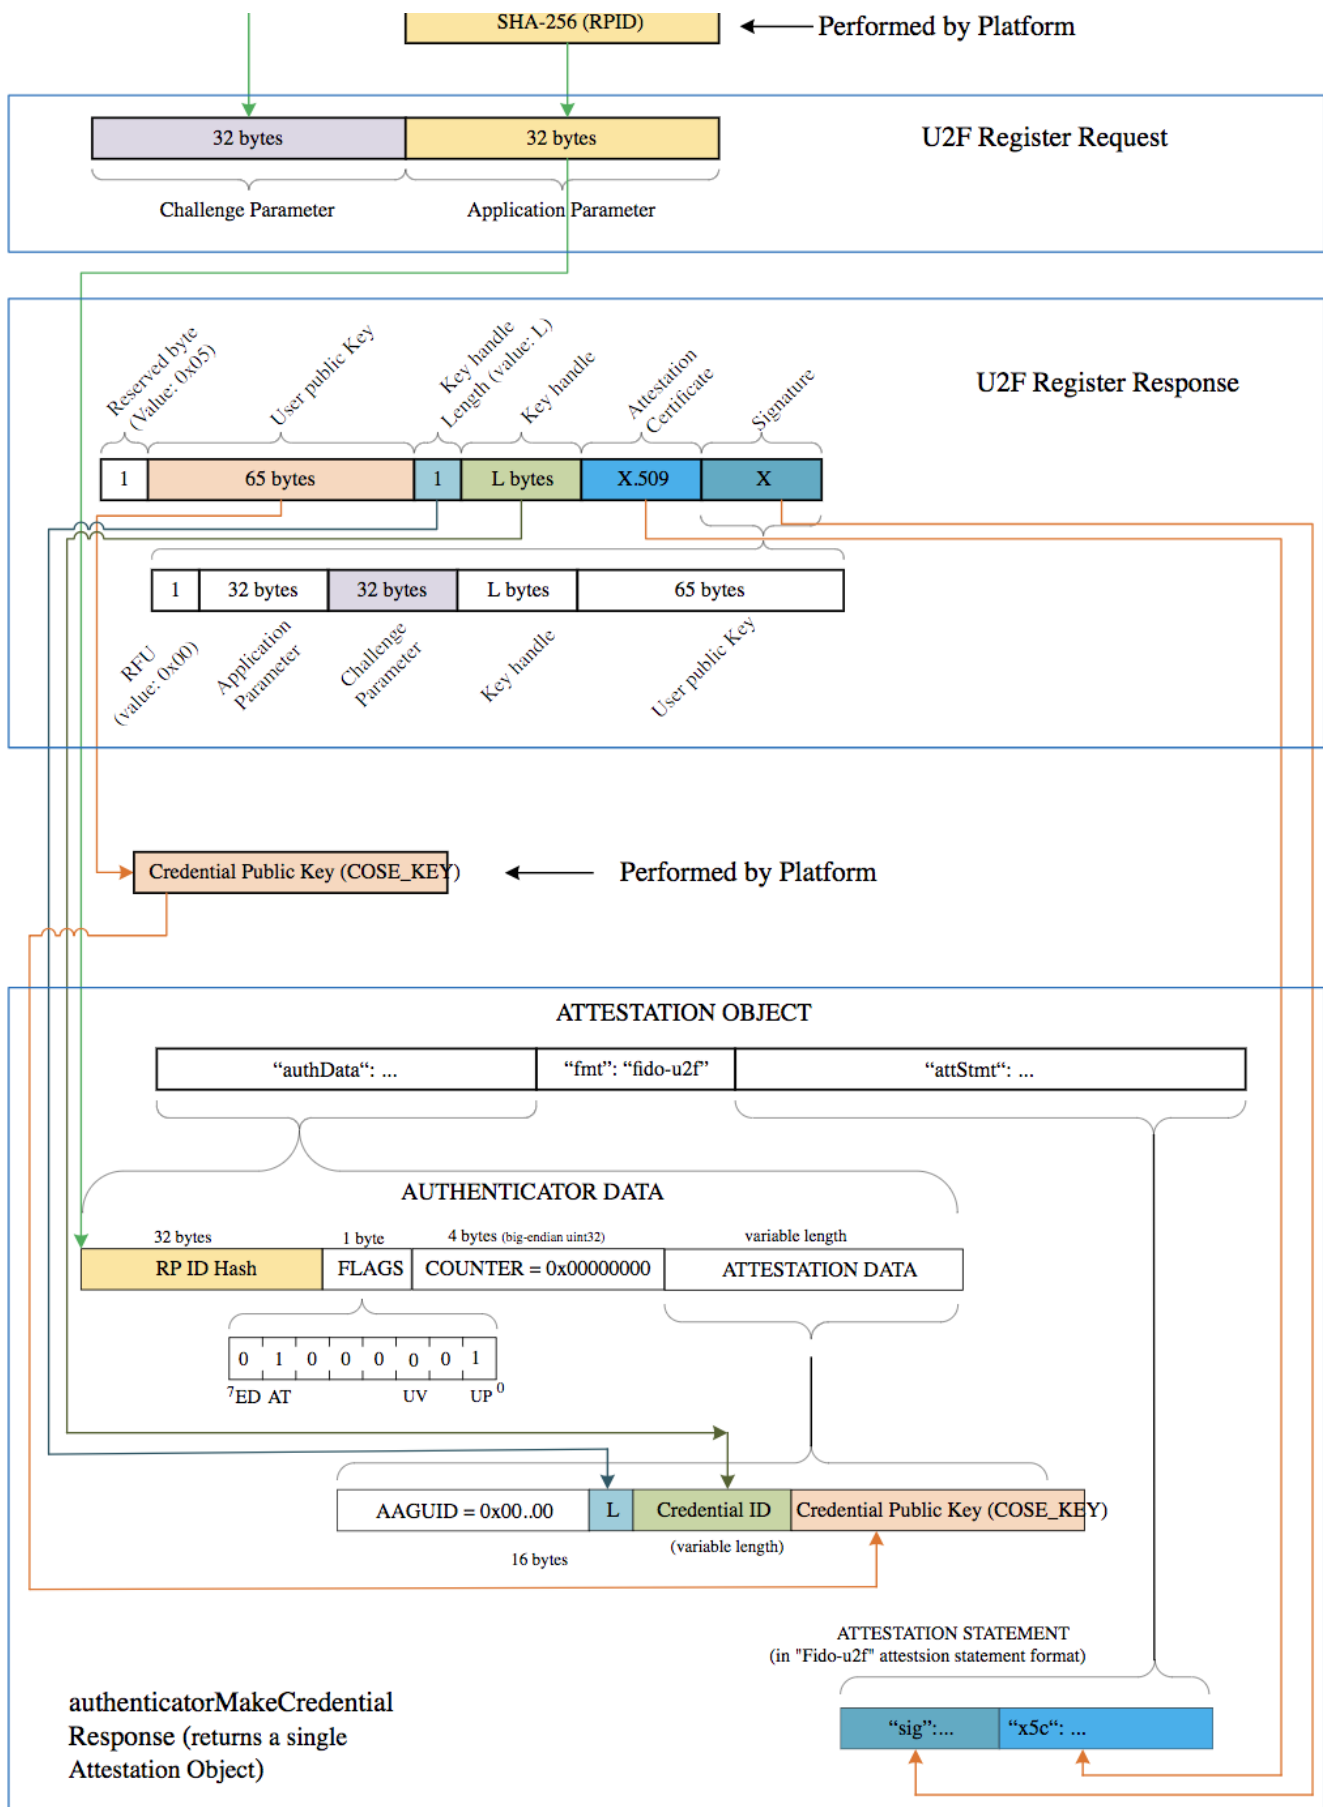 SHA-256 (RPID)
Performed by Platform
32 bytes
32 bytes
U2F Register Request
Challenge Parameter
Application Parameter
Reserved byte
(Value: 0x05)
User public Key
Key handle
Length (value: L)
Key handle
Attestation
Certificate
Signature
U2F Register Response
1
65 bytes
1
L bytes
X.509
X
1
32 bytes
32 bytes
L bytes
65 bytes
RFU
(value: 0x00)
Application
Parameter
Challenge
Parameter
Key handle
User public Key
Credential Public Key (COSE_KEY)
Performed by Platform
ATTESTATION OBJECT
“authData“: ...
“fmt”: “fido-u2f”
“attStmt“: ...
AUTHENTICATOR DATA
32 bytes
1 byte
4 bytes (big-endian uint32)
variable length
RP ID Hash
FLAGS
COUNTER = 0x00000000
ATTESTATION DATA
0 1 0 0 0 0 0 1
7 ED AT UV UP 0
AAGUID = 0x00..00
L
Credential ID
Credential Public Key (COSE_KEY)
16 bytes
(variable length)
ATTESTATION STATEMENT
(in "Fido-u2f" attestsion statement format)
“sig”:...
“x5c“: ...
authenticatorMakeCredential
Response (returns a single
Attestation Object)